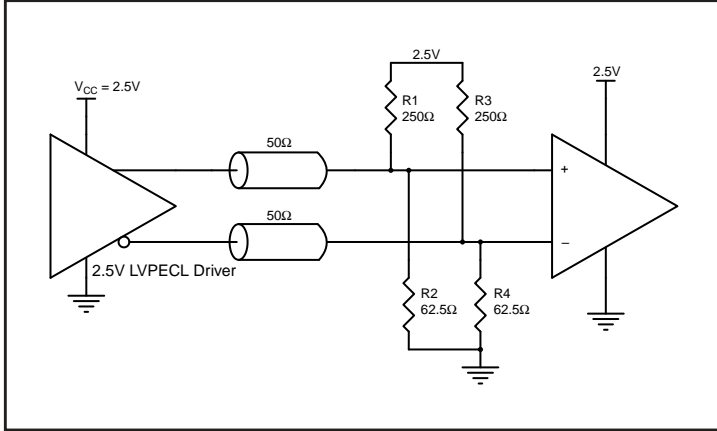 2.5V
V_CC = 2.5V
2.5V
R1
250Ω
R3
250Ω
50Ω
+
50Ω
−
2.5V LVPECL Driver
R2
62.5Ω
R4
62.5Ω